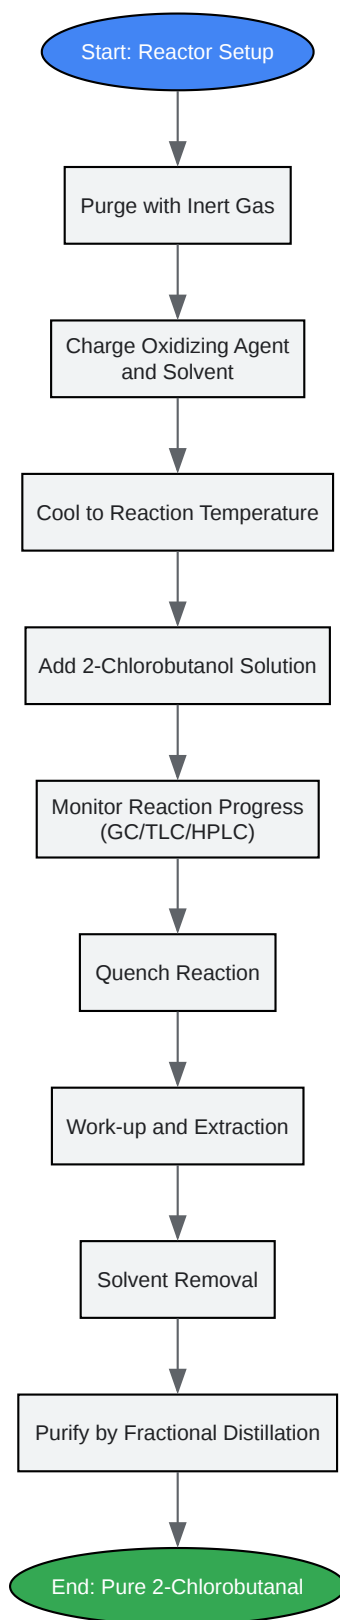 Start: Reactor Setup
Purge with Inert Gas
Charge Oxidizing Agent
and Solvent
Cool to Reaction Temperature
Add 2-Chlorobutanol Solution
Monitor Reaction Progress
(GC/TLC/HPLC)
Quench Reaction
Work-up and Extraction
Solvent Removal
Purify by Fractional Distillation
End: Pure 2-Chlorobutanal